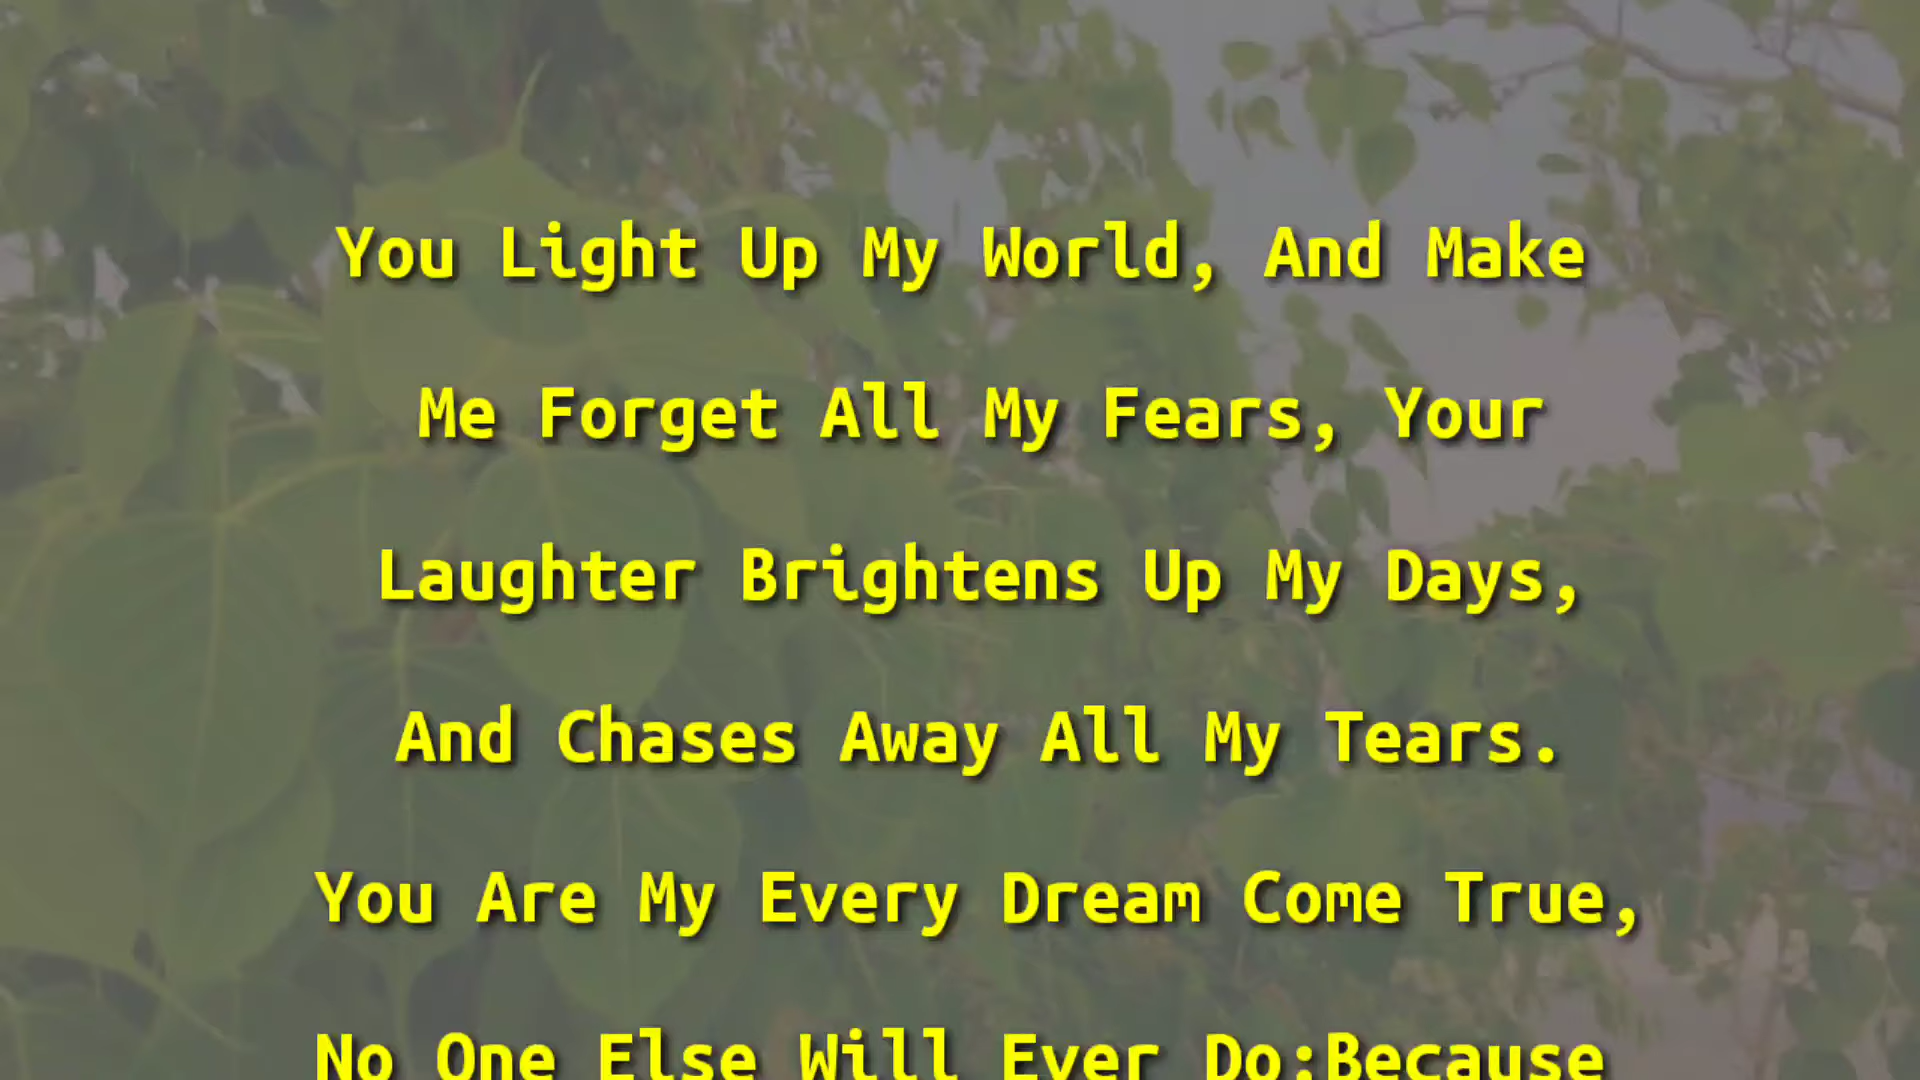 You Light Up My World, And Make
Me Forget All My Fears, Your
Laughter Brightens Up My Days,
And Chases Away All My Tears.
You Are My Every Dream Come True,
No One Else Will Ever Do:Because